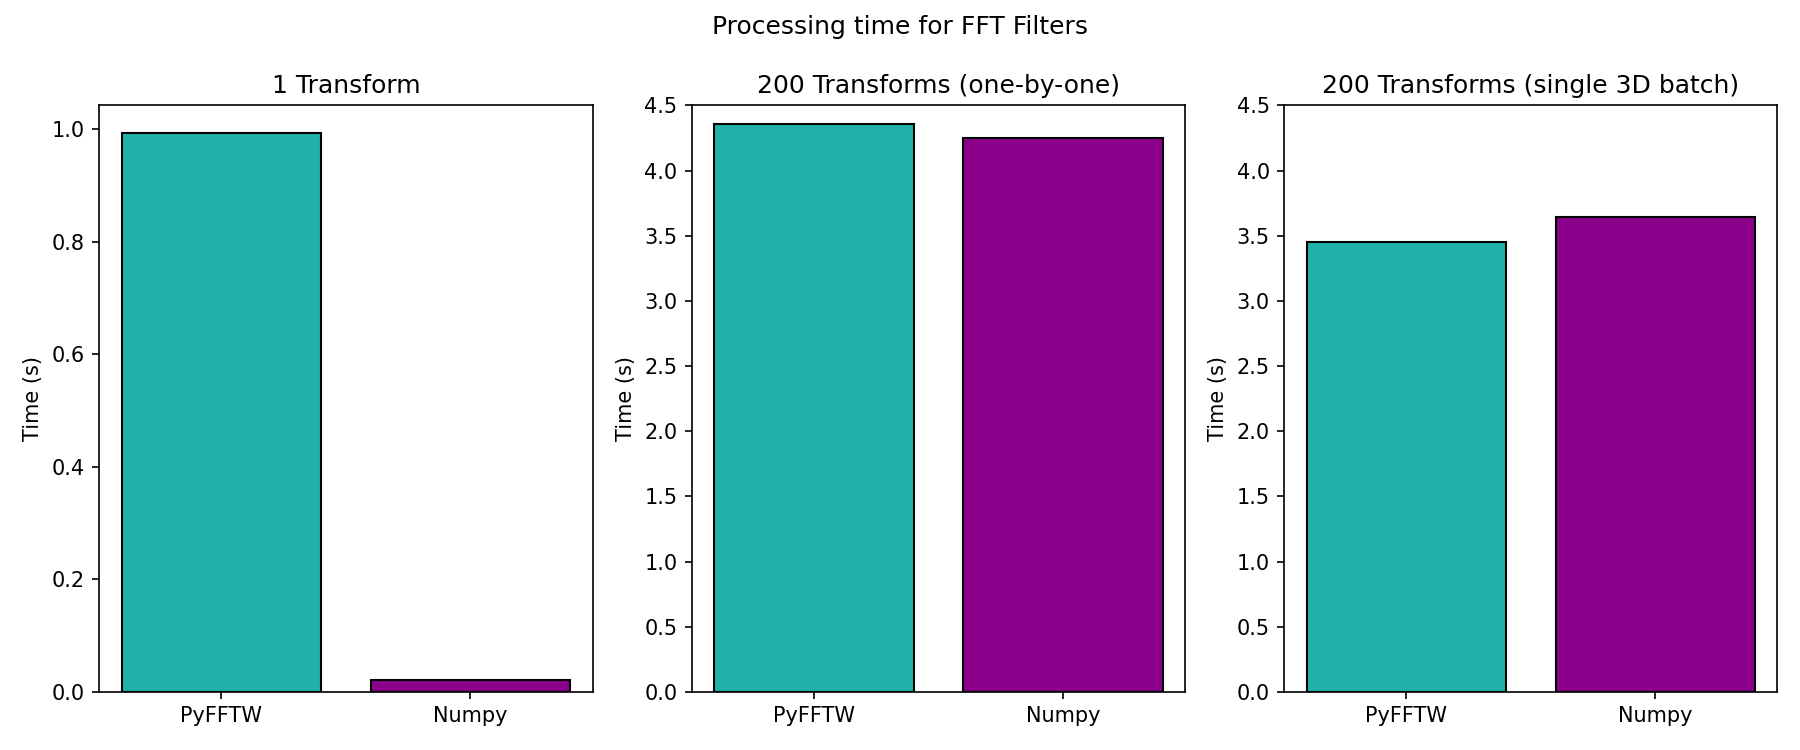 Processing time for FFT Filters
1 Transform
Time (s)
1.0
0.8
0.6
0.4
0.2
0.0
PyFFTW Numpy
200 Transforms (one-by-one)
Time (s)
4.5
4.0
3.5
3.0
2.5
2.0
1.5
1.0
0.5
0.0
PyFFTW Numpy
200 Transforms (single 3D batch)
Time (s)
4.5
4.0
3.5
3.0
2.5
2.0
1.5
1.0
0.5
0.0
PyFFTW Numpy